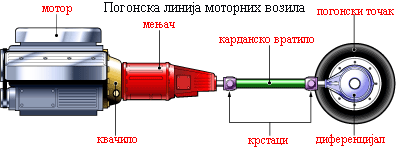 мотор
Погонска линија моторних возила
погонски точак
мењач
карданско вратило
квачило
крстаци
диференцијал